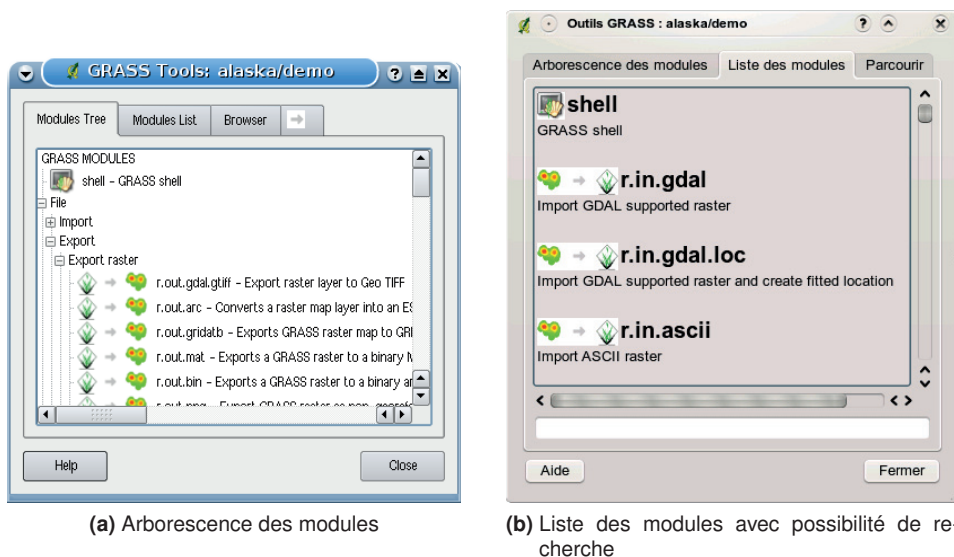 GRASS Tools: alaska/demo
Modules Tree Modules List Browser
GRASS MODULES
shell - GRASS shell
File
Import
Export
Export raster
r.out.gdal.gtiff - Export raster layer to Geo TIFF
r.out.arc - Converts a raster map layer into an ES
r.out.gridatb - Exports GRASS raster map to GRI
r.out.mat - Exports a GRASS raster to a binary M
r.out.bin - Exports a GRASS raster to a binary ar
Help Close
(a) Arborescence des modules
Outils GRASS : alaska/demo
Arborescence des modules Liste des modules Parcourir
shell
GRASS shell
r.in.gdal
Import GDAL supported raster
r.in.gdal.loc
Import GDAL supported raster and create fitted location
r.in.ascii
Import ASCII raster
Aide Fermer
(b) Liste des modules avec possibilité de re-
cherche